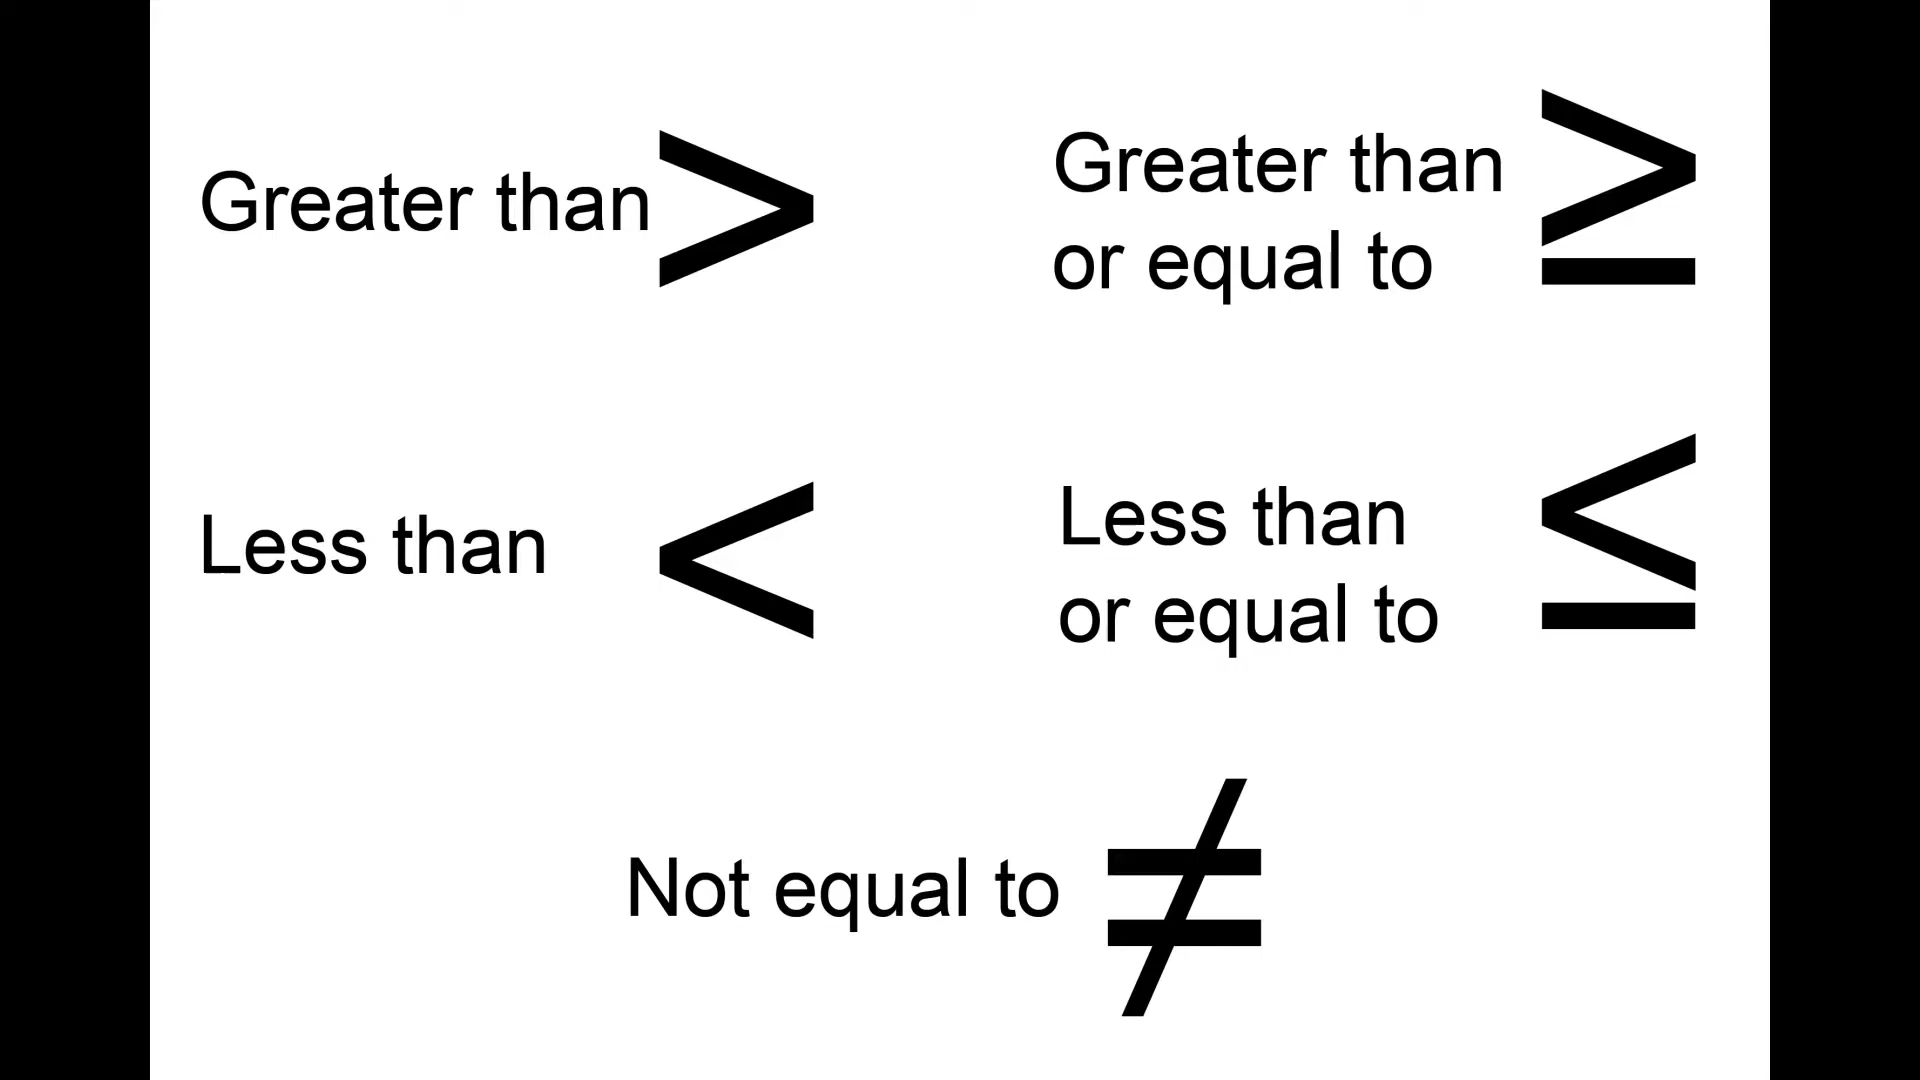 Greater than >
Greater than ≥
or equal to
Less than <
Less than ≤
or equal to
Not equal to ≠